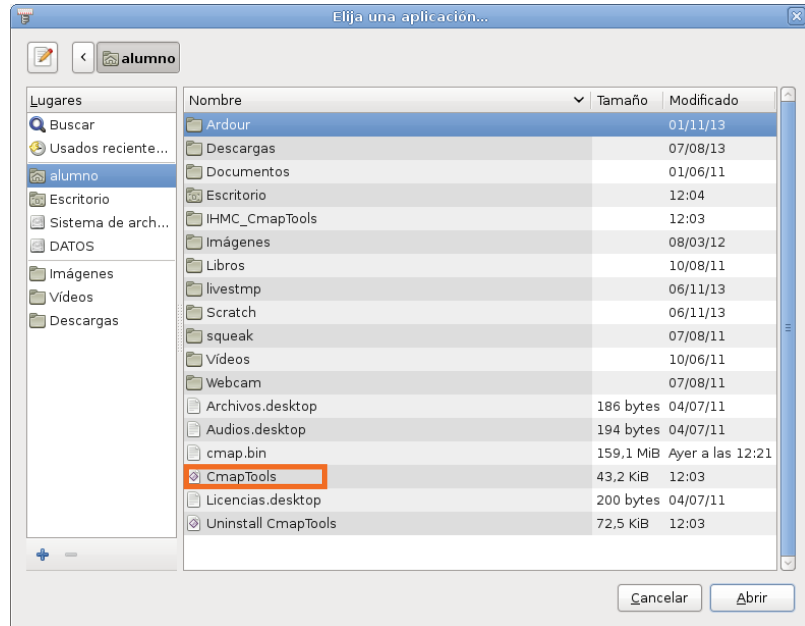 Elija una aplicación...
alumno
Lugares
Buscar
Usados reciente...
alumno
Escritorio
Sistema de arch...
DATOS
Imágenes
Vídeos
Descargas
Nombre Tamaño Modificado
Ardour 01/11/13
Descargas 07/08/13
Documentos 01/06/11
Escritorio 12:04
IHMC_CmapTools 12:03
Imágenes 08/03/12
Libros 10/08/11
livestmp 06/11/13
Scratch 06/11/13
squeak 07/08/11
Vídeos 10/06/11
Webcam 07/08/11
Archivos.desktop 186 bytes 04/07/11
Audios.desktop 194 bytes 04/07/11
cmap.bin 159,1 MiB Ayer a las 12:21
CmapTools 43,2 KiB 12:03
Licencias.desktop 200 bytes 04/07/11
Uninstall CmapTools 72,5 KiB 12:03
Cancelar Abrir